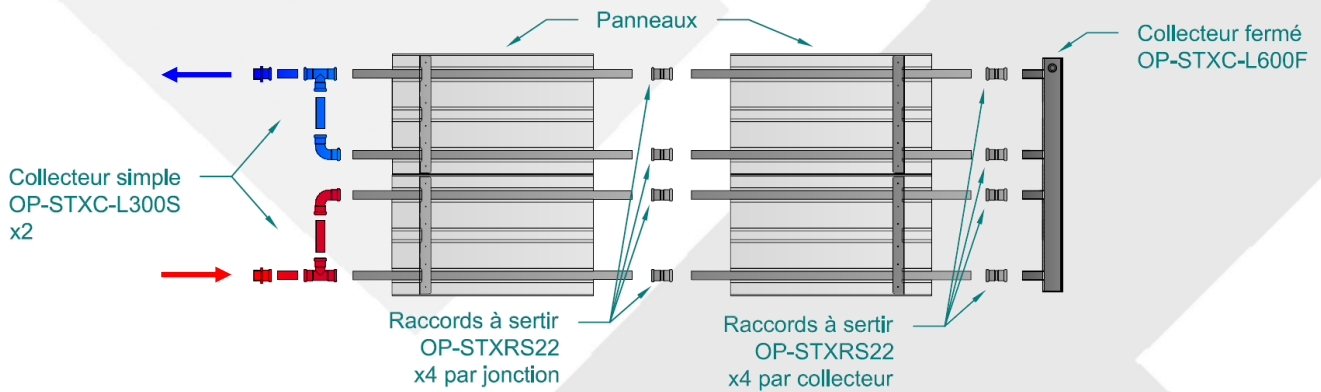 Panneaux
Collecteur fermé
OP-STXC-L600F
Collecteur simple
OP-STXC-L300S
x2
Raccords à sertir
OP-STXRS22
x4 par jonction
Raccords à sertir
OP-STXRS22
x4 par collecteur